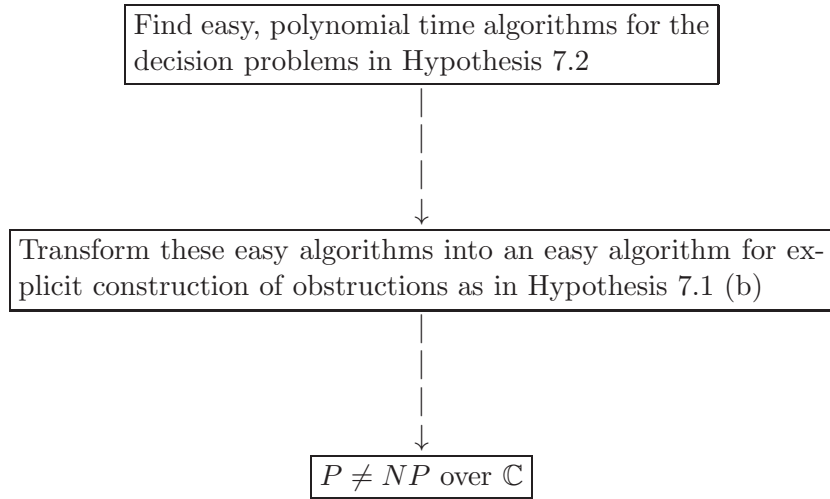 Find easy, polynomial time algorithms for the
decision problems in Hypothesis 7.2
Transform these easy algorithms into an easy algorithm for ex-
plicit construction of obstructions as in Hypothesis 7.1 (b)
P ≠ NP over ℂ